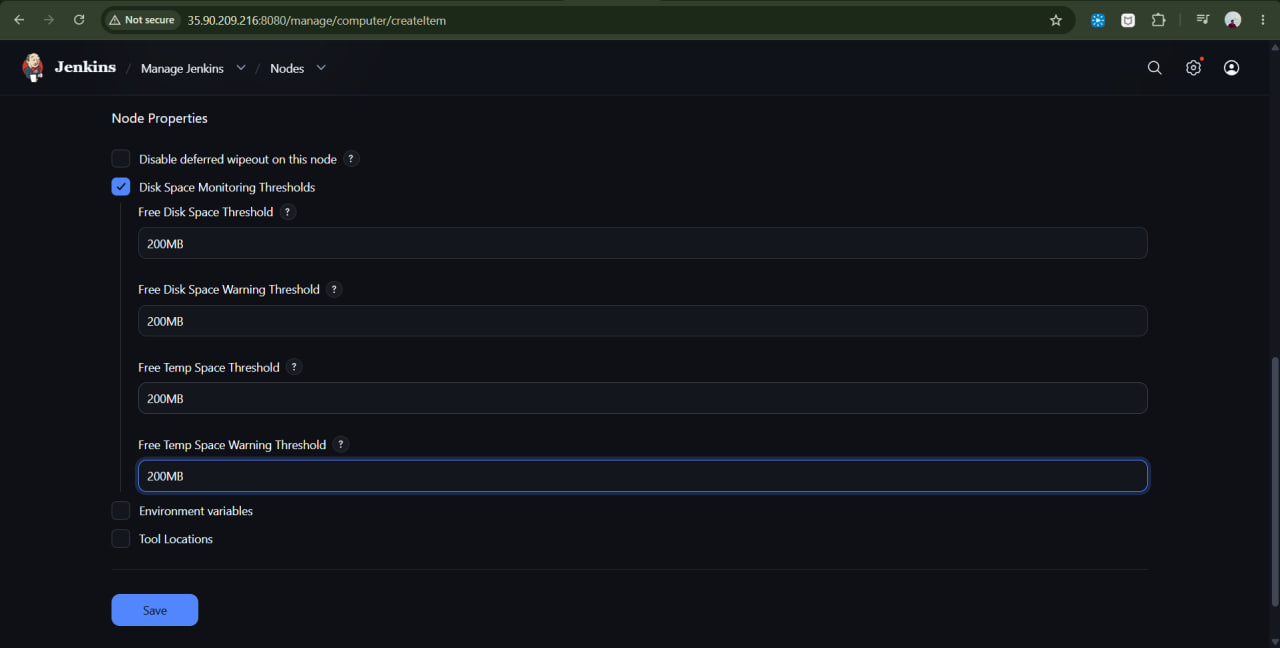 Not secure 35.90.209.216:8080/manage/computer/createItem
Jenkins / Manage Jenkins / Nodes
Node Properties
Disable deferred wipeout on this node ?
Disk Space Monitoring Thresholds
Free Disk Space Threshold ?
200MB
Free Disk Space Warning Threshold ?
200MB
Free Temp Space Threshold ?
200MB
Free Temp Space Warning Threshold ?
200MB
Environment variables
Tool Locations
Save